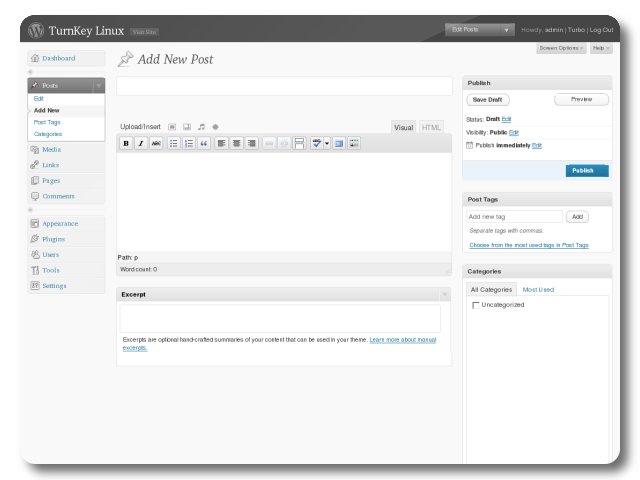 TurnKey Linux
Visit Site
Edit Posts
Howdy, admin | Turbo | Log Out
Screen Options
Help
Dashboard
Add New Post
Posts
Edit
Add New
Post Tags
Categories
Media
Links
Pages
Comments
Appearance
Plugins
Users
Tools
Settings
Upload/Insert
Visual
HTML
B I ABC
Path: p
Word count: 0
Excerpt
Excerpts are optional hand-crafted summaries of your content that can be used in your theme. Learn more about manual
excerpts.
Publish
Save Draft
Preview
Status: Draft Edit
Visibility: Public Edit
Publish immediately Edit
Publish
Post Tags
Add new tag
Add
Separate tags with commas.
Choose from the most used tags in Post Tags
Categories
All Categories
Most Used
Uncategorized